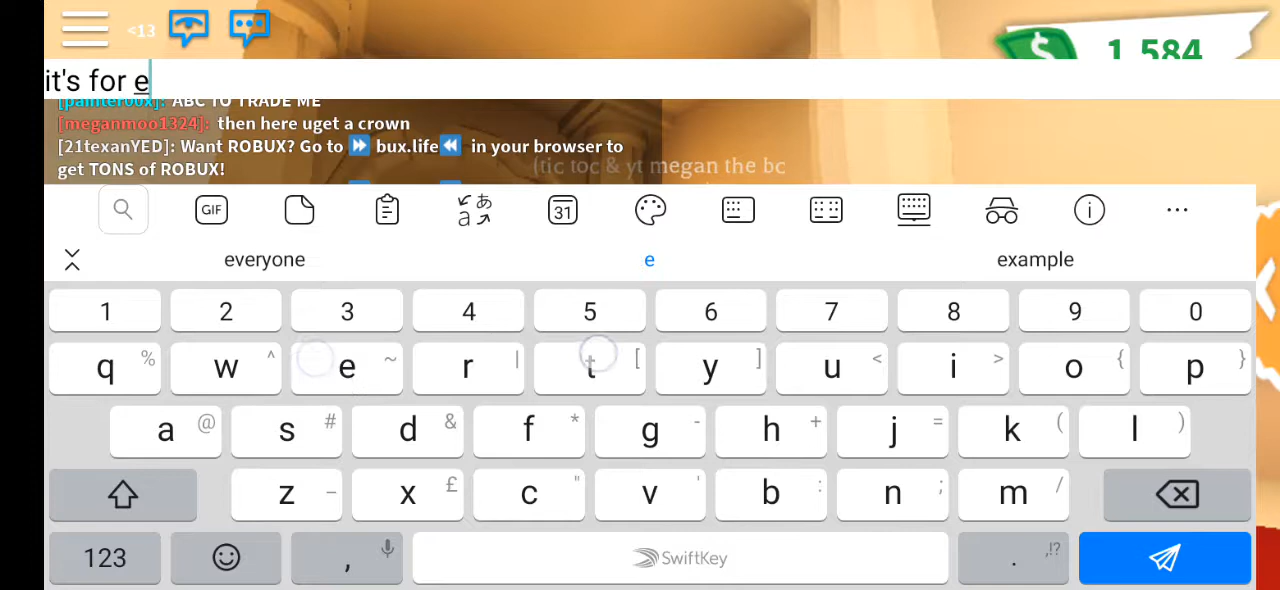 <13
1,584
it's for e
[painter00x]: ABC TO TRADE ME
[meganmoo1324]: then here uget a crown
[21texanYED]: Want ROBUX? Go to ⏩ bux.life⏪ in your browser to
get TONS of ROBUX!
(tic toc & yt megan the bc
GIF
a あ
31
everyone e example
1 2 3 4 5 6 7 8 9 0
q % w ^ e ~ r | t [ y ] u < i > o { p }
a @ s # d & f * g - h + j = k ( l )
z _ x £ c " v ' b : n ; m /
123 , SwiftKey . ,!?